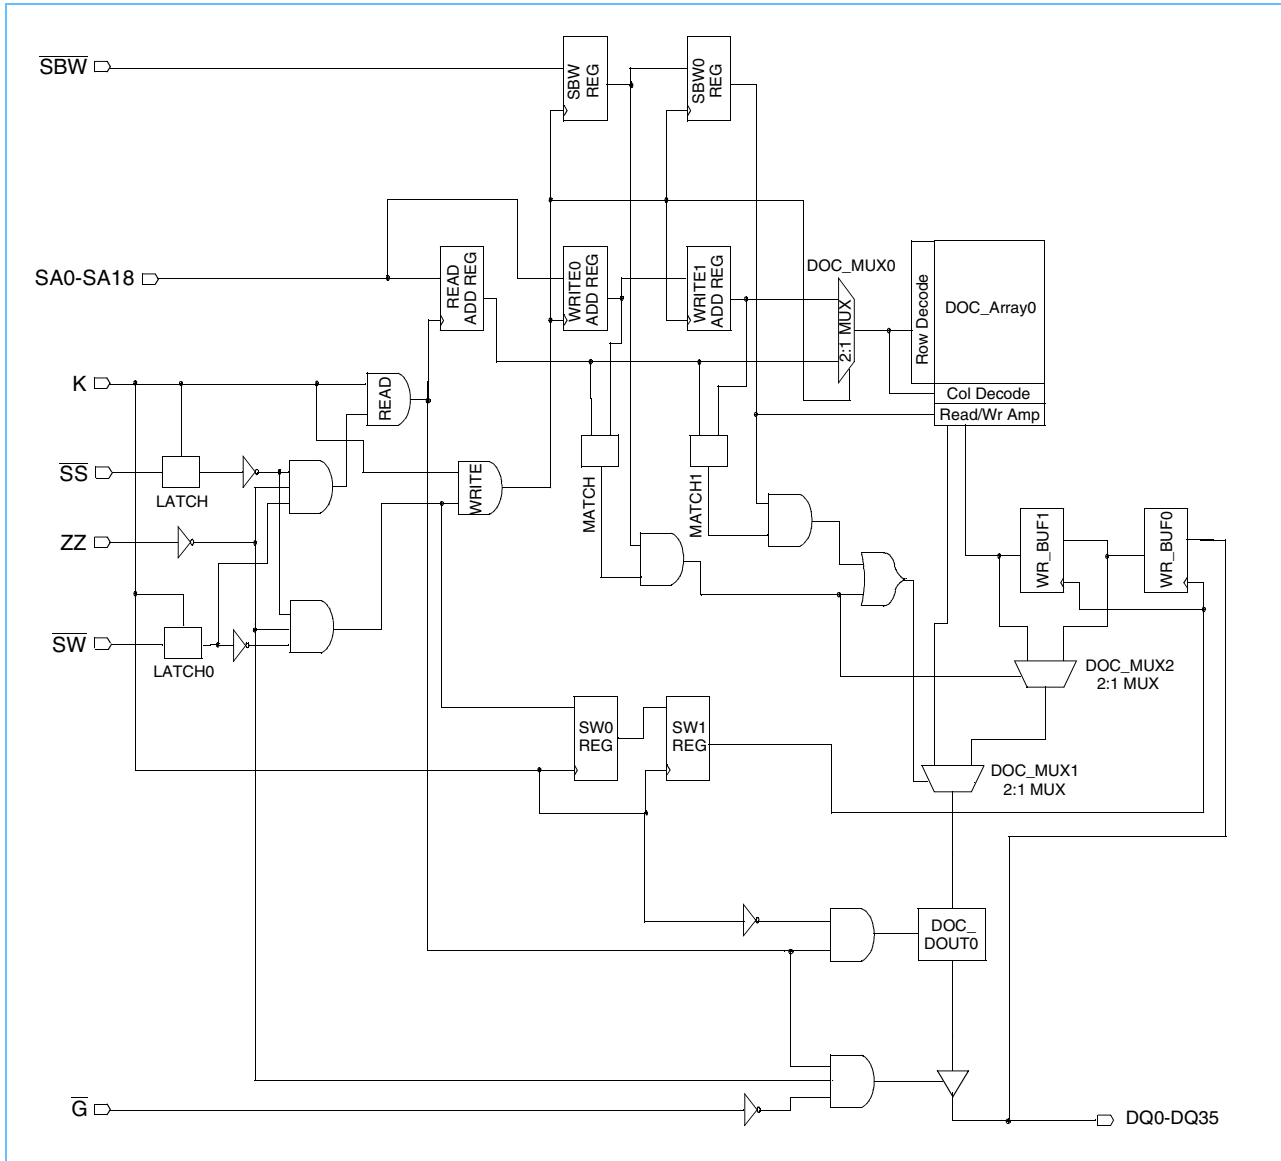 SBW
SBW
REG
SBW0
REG
SA0-SA18
READ
ADD REG
WRITE0
ADD REG
WRITE1
ADD REG
DOC_MUX0
2:1 MUX
Row Decode
DOC_Array0
Col Decode
Read/Wr Amp
K
READ
SS
LATCH
WRITE
MATCH
MATCH1
ZZ
WR_BUF1
WR_BUF0
SW
LATCH0
DOC_MUX2
2:1 MUX
SW0
REG
SW1
REG
DOC_MUX1
2:1 MUX
DOC_
DOUT0
G
DQ0-DQ35